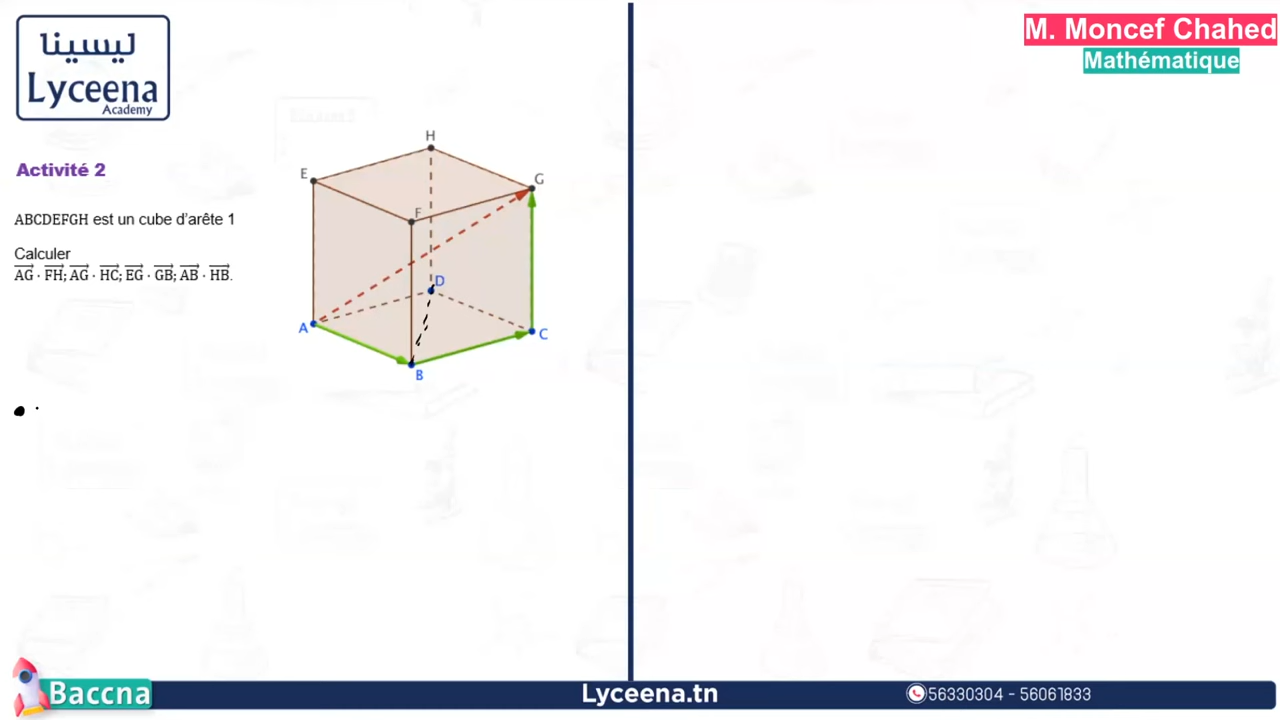 ليسينا
Lyceena
Academy
M. Moncef Chahed
Mathématique
Activité 2
ABCDEFGH est un cube d'arête 1
Calculer
AG · FH; AG · HC; EG · GB; AB · HB.
H
E
G
F
D
A
C
B
Baccna
Lyceena.tn
56330304 - 56061833